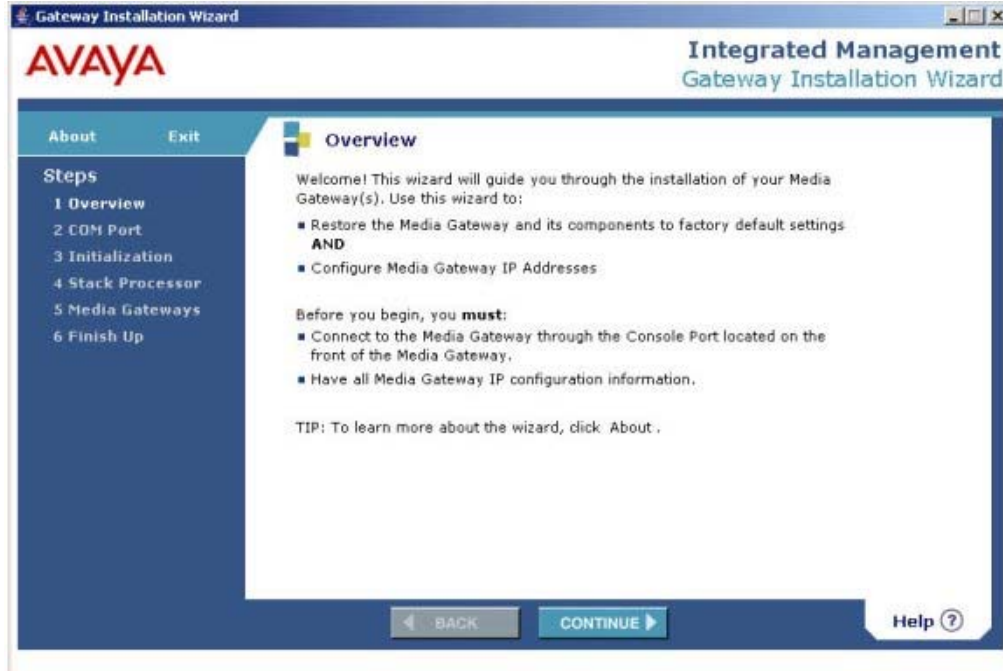 Gateway Installation Wizard
AVAYA
Integrated Management
Gateway Installation Wizard
About Exit
Steps
1 Overview
2 COM Port
3 Initialization
4 Stack Processor
5 Media Gateways
6 Finish Up
Overview
Welcome! This wizard will guide you through the installation of your Media
Gateway(s). Use this wizard to:
Restore the Media Gateway and its components to factory default settings
AND
Configure Media Gateway IP Addresses
Before you begin, you must:
Connect to the Media Gateway through the Console Port located on the
front of the Media Gateway.
Have all Media Gateway IP configuration information.
TIP: To learn more about the wizard, click About .
BACK
CONTINUE
Help ?